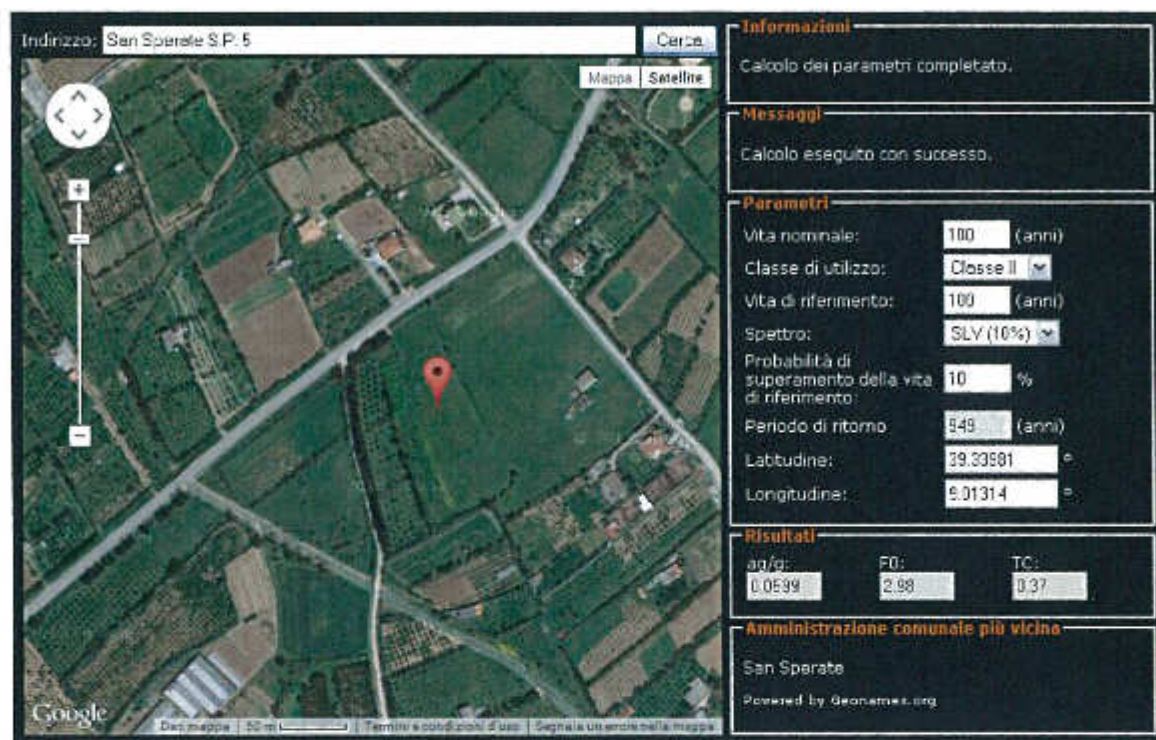 Indirizzo: San Sperate S.P. 5 Cerca
Mappa Satellite
Google
Dati mappa 50 m Termini e condizioni d'uso Segnala un errore nella mappa
Informazioni
Calcolo dei parametri completato.
Messaggi
Calcolo eseguito con successo.
Parametri
Vita nominale: 100 (anni)
Classe di utilizzo: Classe II
Vita di riferimento: 100 (anni)
Spettro: SLV (10%)
Probabilità di
superamento della vita 10 %
di riferimento:
Periodo di ritorno 949 (anni)
Latitudine: °
Longitudine: 9.01314 °
Risultati
ag/g: F0: TC:
2.98 0.37
Amministrazione comunale più vicina
San Sperate
Powered by Geonames.org